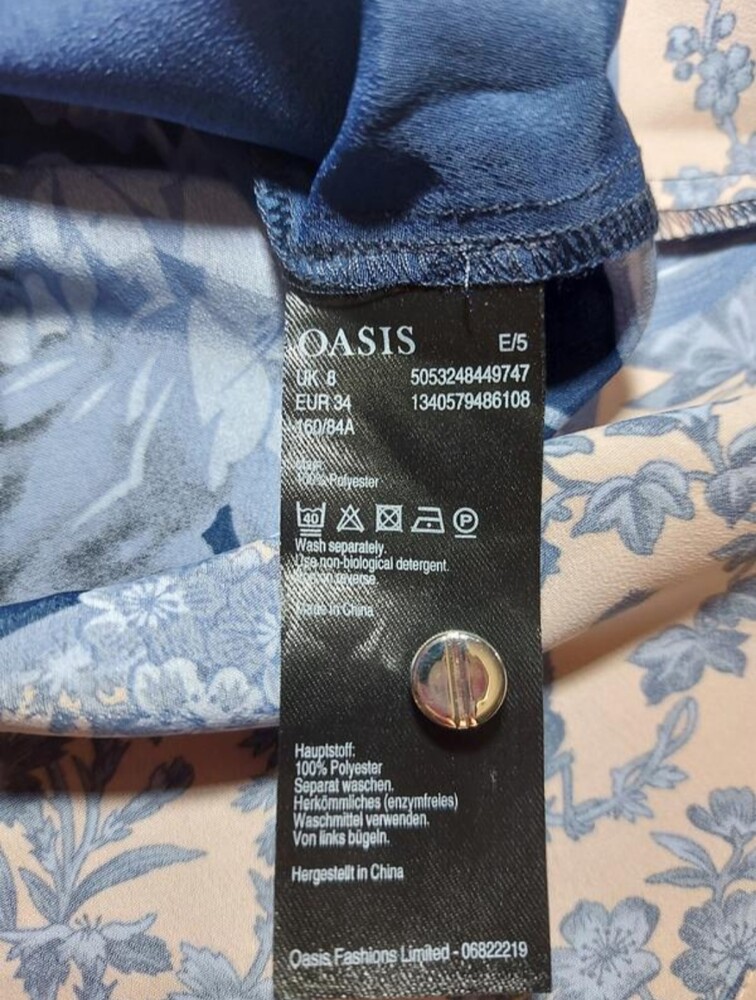 OASIS E/5
UK 8 5053248449747
EUR 34 1340579486108
160/84A
Main:
100% Polyester
40 P
Wash separately.
Use non-biological detergent.
Iron on reverse.
Made In China
Hauptstoff:
100% Polyester
Separat waschen.
Herkömmliches (enzymfreies)
Waschmittel verwenden.
Von links bügeln.
Hergestellt in China
Oasis Fashions Limited - 06822219